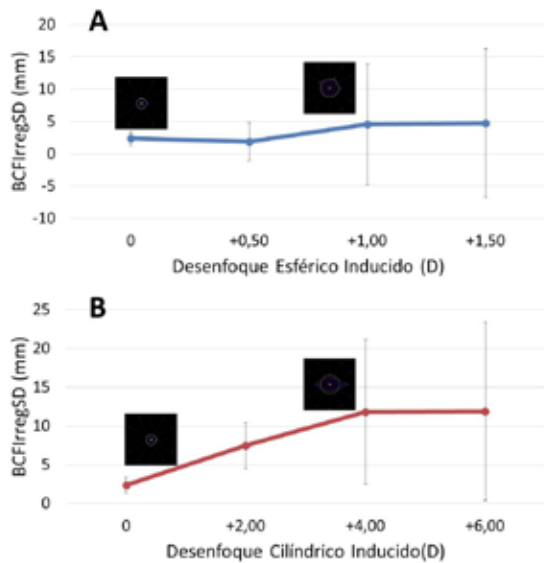 A
BCFIrregSD (mm)
20
15
10
5
0
-5
-10
0 +0,50 +1,00 +1,50
Desenfoque Esférico Inducido (D)
B
BCFIrregSD (mm)
25
20
15
10
5
0
0 +2,00 +4,00 +6,00
Desenfoque Cilíndrico Inducido(D)